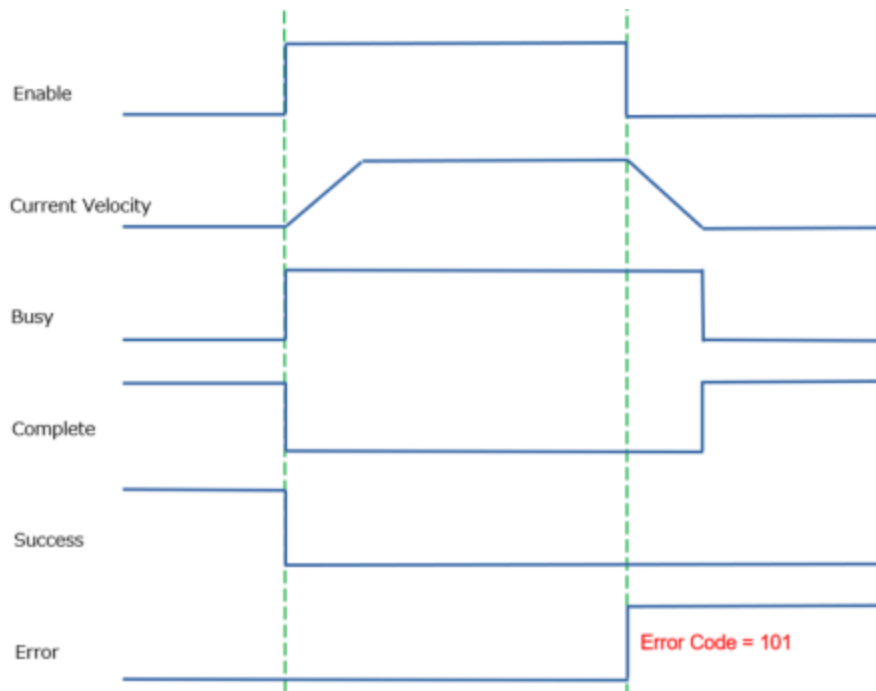 Enable
Current Velocity
Busy
Complete
Success
Error Code = 101
Error